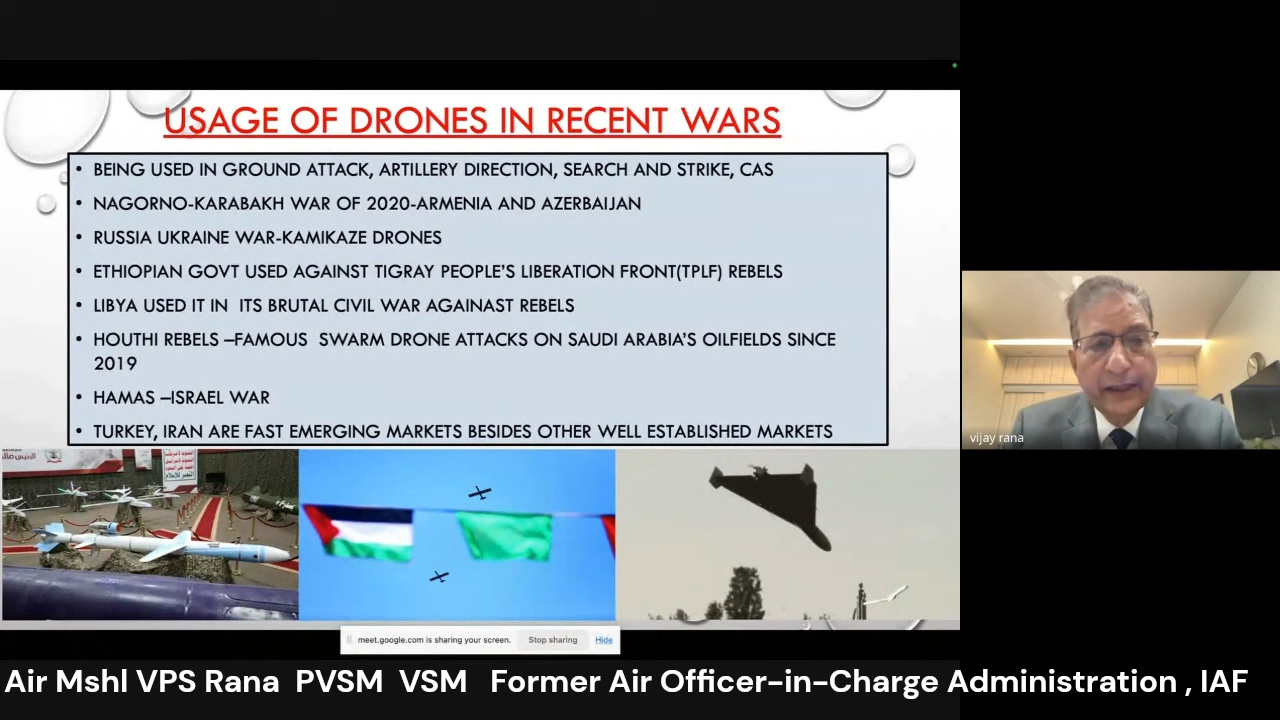 USAGE OF DRONES IN RECENT WARS
• BEING USED IN GROUND ATTACK, ARTILLERY DIRECTION, SEARCH AND STRIKE, CAS
• NAGORNO-KARABAKH WAR OF 2020-ARMENIA AND AZERBAIJAN
• RUSSIA UKRAINE WAR-KAMIKAZE DRONES
• ETHIOPIAN GOVT USED AGAINST TIGRAY PEOPLE'S LIBERATION FRONT(TPLF) REBELS
• LIBYA USED IT IN  ITS BRUTAL CIVIL WAR AGAINAST REBELS
• HOUTHI REBELS –FAMOUS  SWARM DRONE ATTACKS ON SAUDI ARABIA'S OILFIELDS SINCE
2019
• HAMAS –ISRAEL WAR
• TURKEY, IRAN ARE FAST EMERGING MARKETS BESIDES OTHER WELL ESTABLISHED MARKETS
vijay rana
meet.google.com is sharing your screen. Stop sharing Hide
Air Mshl VPS Rana  PVSM  VSM   Former Air Officer-in-Charge Administration , IAF